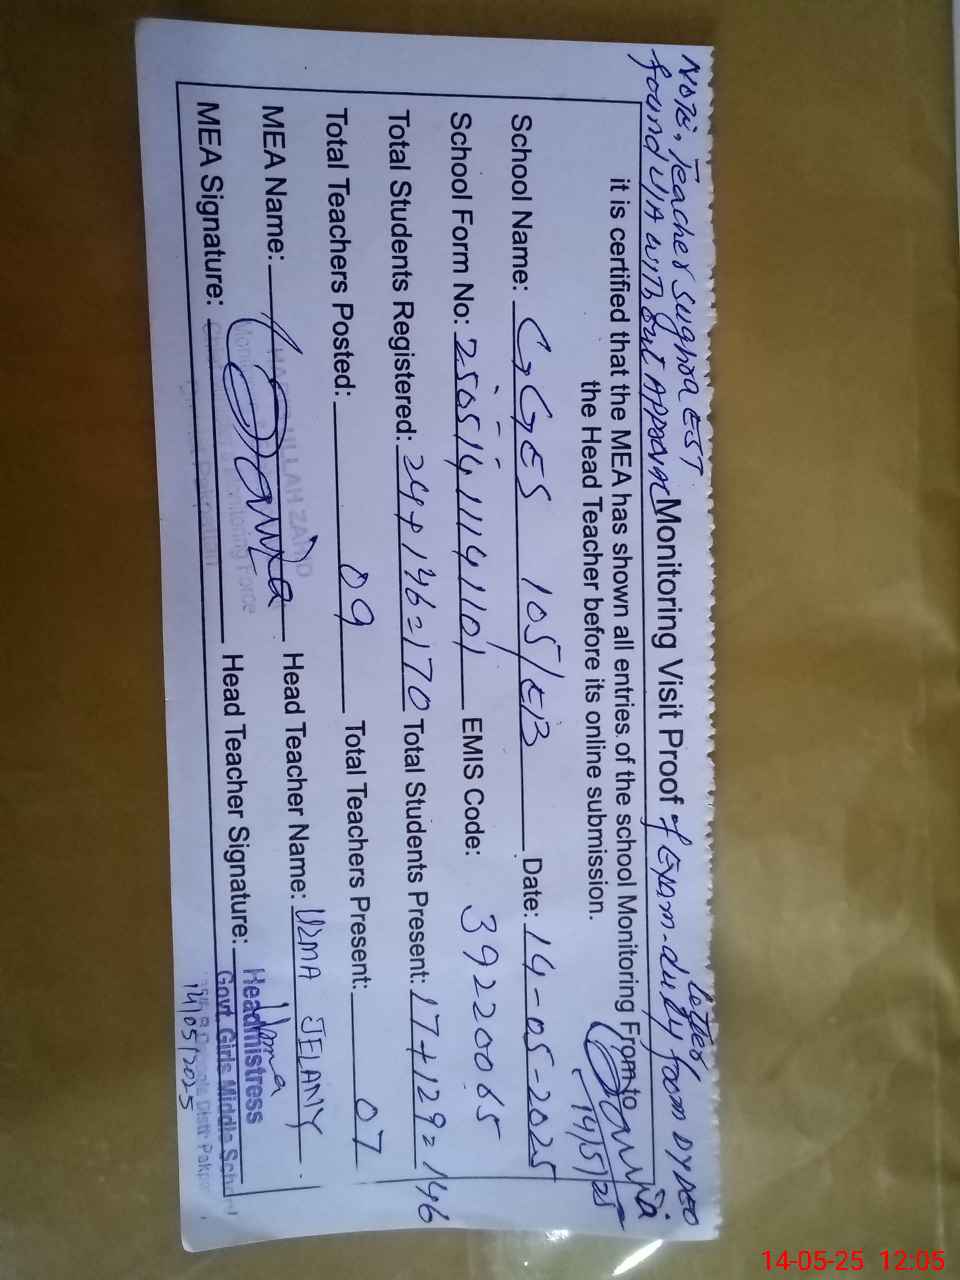 Note, Teacher sughra EST letter
found U/A without Approval of Exam-duty from DYDEO
Monitoring Visit Proof
it is certified that the MEA has shown all entries of the school Monitoring From to
the Head Teacher before its online submission.
14/5/25
School Name: GGES 105/EB Date: 14-05-2025
School Form No: 25051411141101 EMIS Code: 39220065
Total Students Registered: 24+146=170 Total Students Present: 17+129=146
Total Teachers Posted: 09 Total Teachers Present: 07
MEA Name: Head Teacher Name: UZMA JELANY
MEA Signature: Head Teacher Signature: Uzma
Headmistress
Govt. Girls Middle School
14/05/2025
14-05-25 12:05